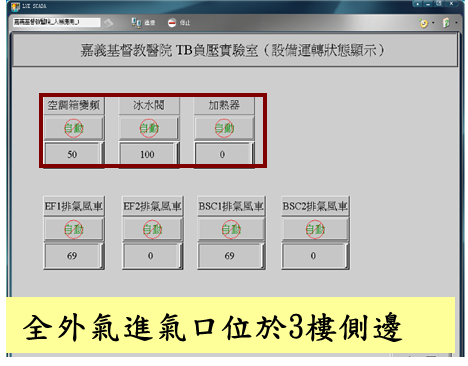 LSE SCADA
嘉義基督教醫院 TB負壓實驗室（設備運轉狀態顯示）
空調箱變頻 冰水閥 加熱器
自動 自動 自動
50 100 0
EF1排氣風車 EF2排氣風車 BSC1排氣風車 BSC2排氣風車
自動 自動 自動 自動
69 0 69 0
全外氣進氣口位於3樓側邊